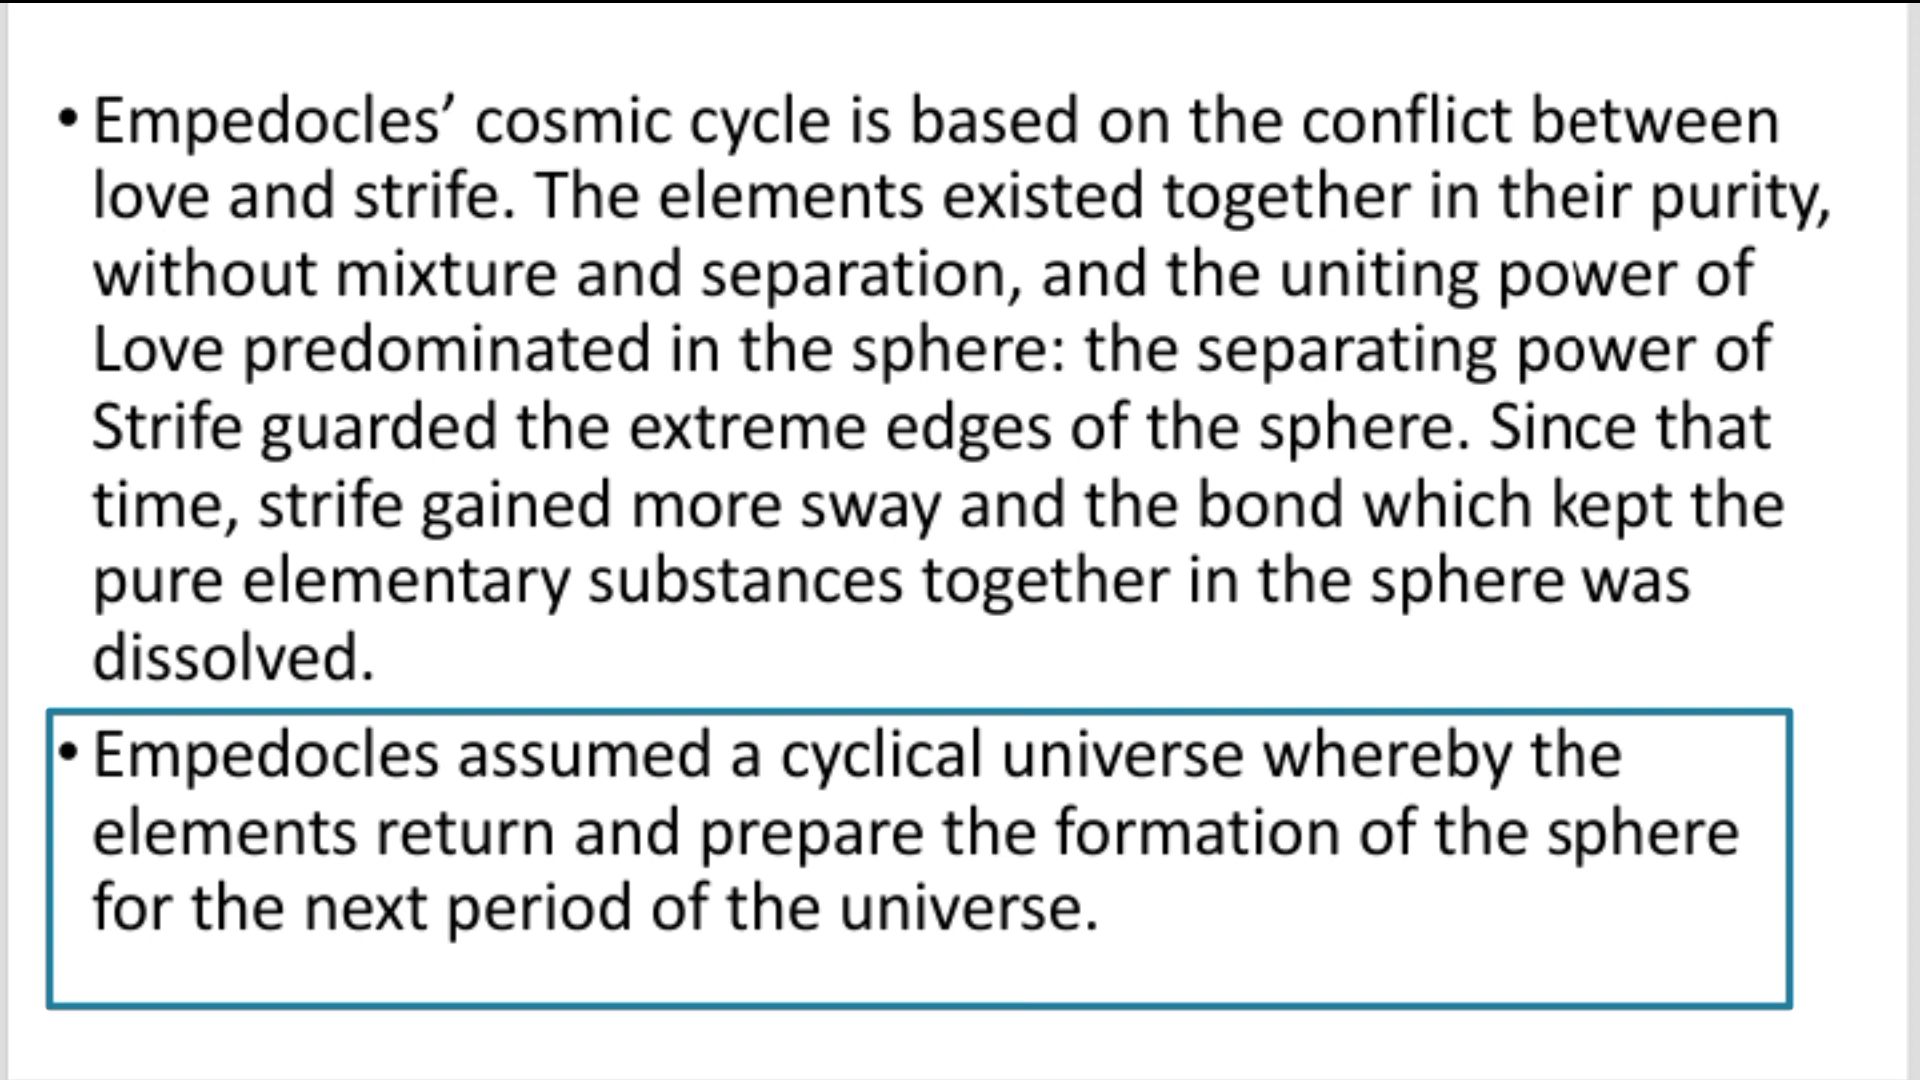 • Empedocles’ cosmic cycle is based on the conflict between
love and strife. The elements existed together in their purity,
without mixture and separation, and the uniting power of
Love predominated in the sphere: the separating power of
Strife guarded the extreme edges of the sphere. Since that
time, strife gained more sway and the bond which kept the
pure elementary substances together in the sphere was
dissolved.
• Empedocles assumed a cyclical universe whereby the
elements return and prepare the formation of the sphere
for the next period of the universe.